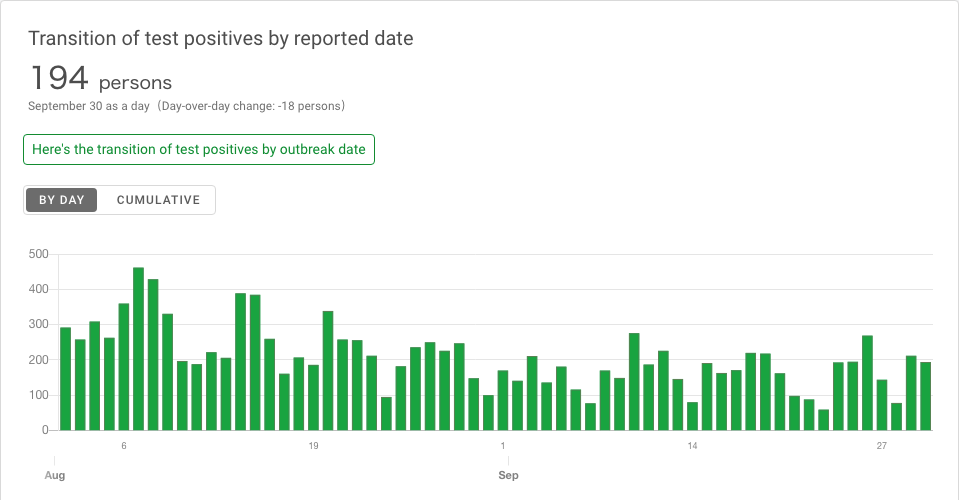 Transition of test positives by reported date
194 persons
September 30 as a day（Day-over-day change: -18 persons）
Here's the transition of test positives by outbreak date
BY DAY CUMULATIVE
500
400
300
200
100
0
6 19 1 14 27
Aug Sep